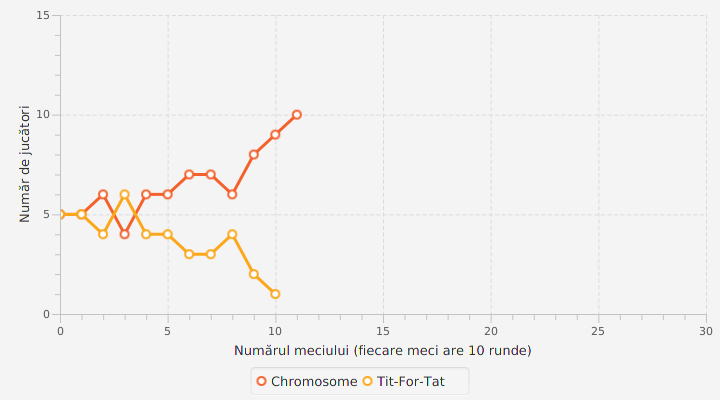 15
10
5
0
Număr de jucători
0 5 10 15 20 25 30
Numărul meciului (fiecare meci are 10 runde)
Chromosome Tit-For-Tat